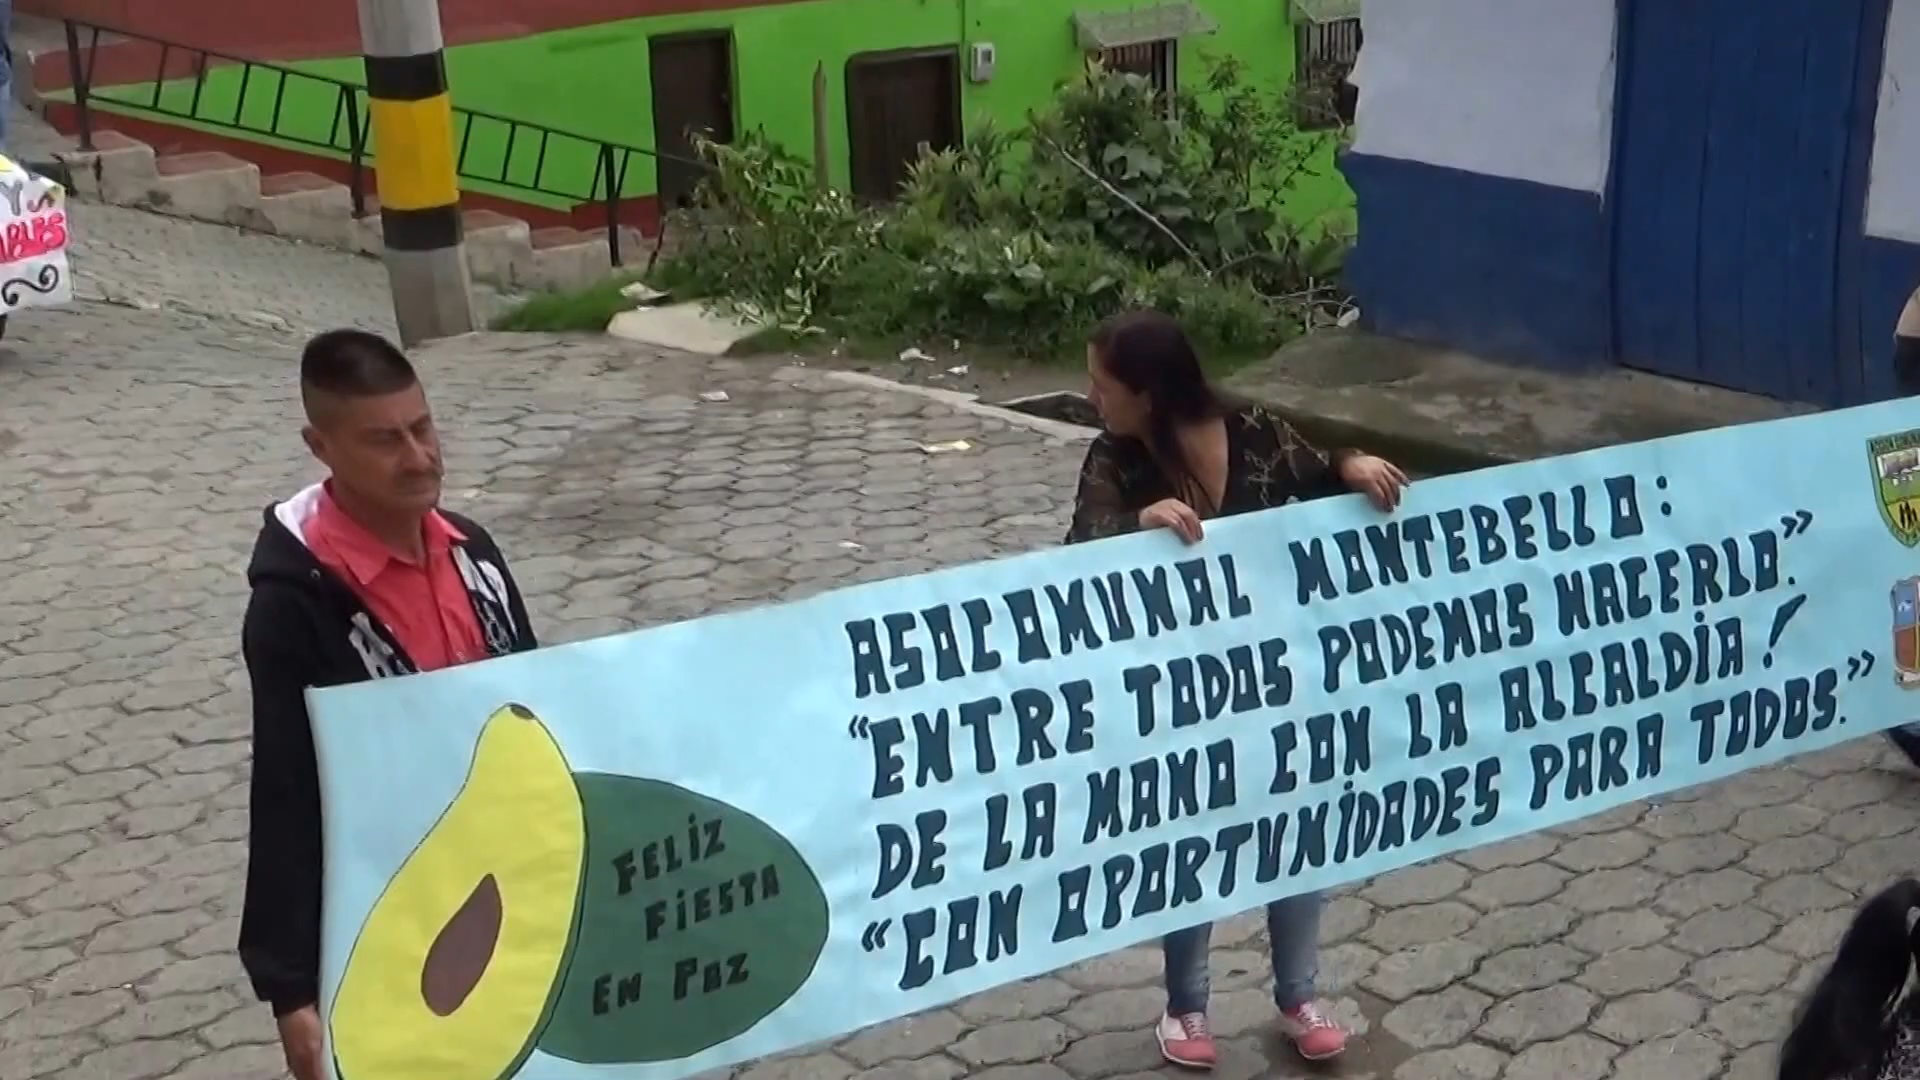 ASOCOMUNAL MONTEBELLO:
"ENTRE TODOS PODEMOS HACERLO."
DE LA MANO CON LA ALCALDÍA!
"CON OPORTUNIDADES PARA TODOS."
FELIZ
FIESTA
EN PAZ